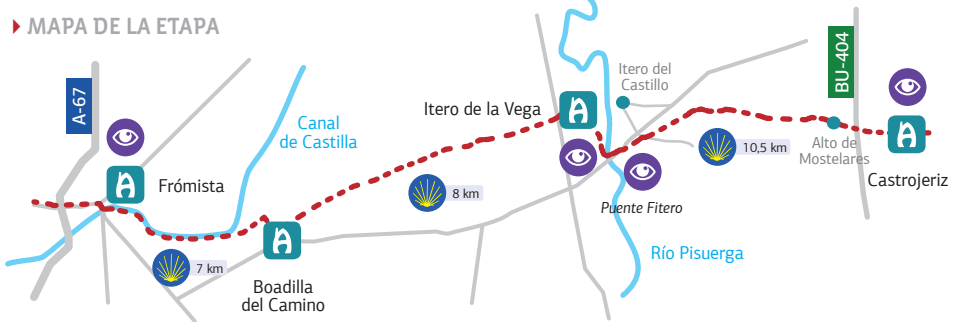 MAPA DE LA ETAPA
A-67
BU-404
Itero del
Castillo
Itero de la Vega
Canal
de Castilla
10,5 km
Alto de
Mostelares
Castrojeriz
Frómista
8 km
Puente Fitero
Río Pisuerga
7 km
Boadilla
del Camino